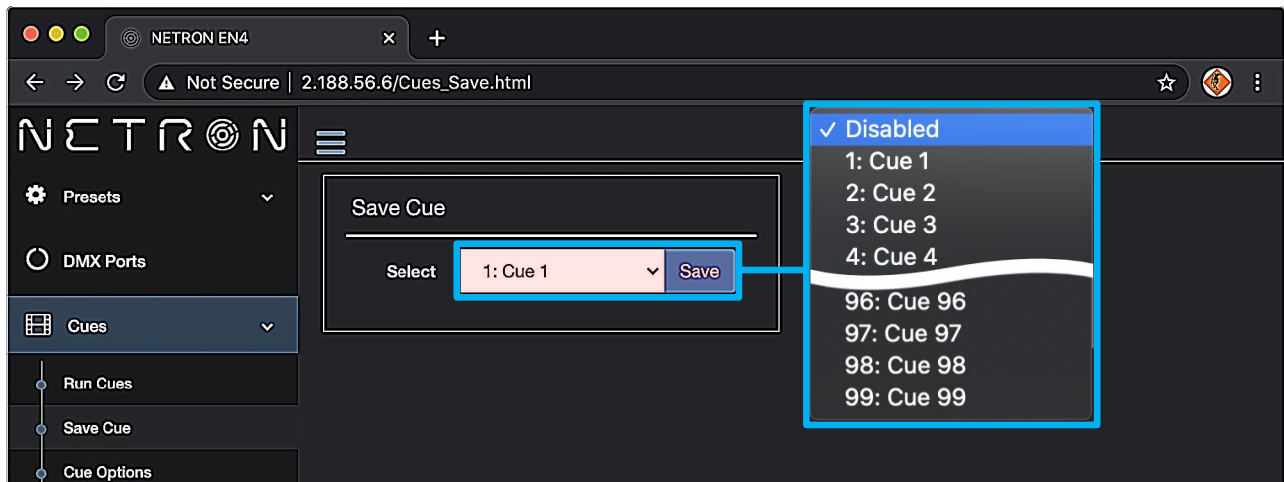 NETRON EN4
Not Secure | 2.188.56.6/Cues_Save.html
NETRON
Presets
DMX Ports
Cues
Run Cues
Save Cue
Cue Options
Save Cue
Select 1: Cue 1 Save
✓ Disabled
1: Cue 1
2: Cue 2
3: Cue 3
4: Cue 4
96: Cue 96
97: Cue 97
98: Cue 98
99: Cue 99